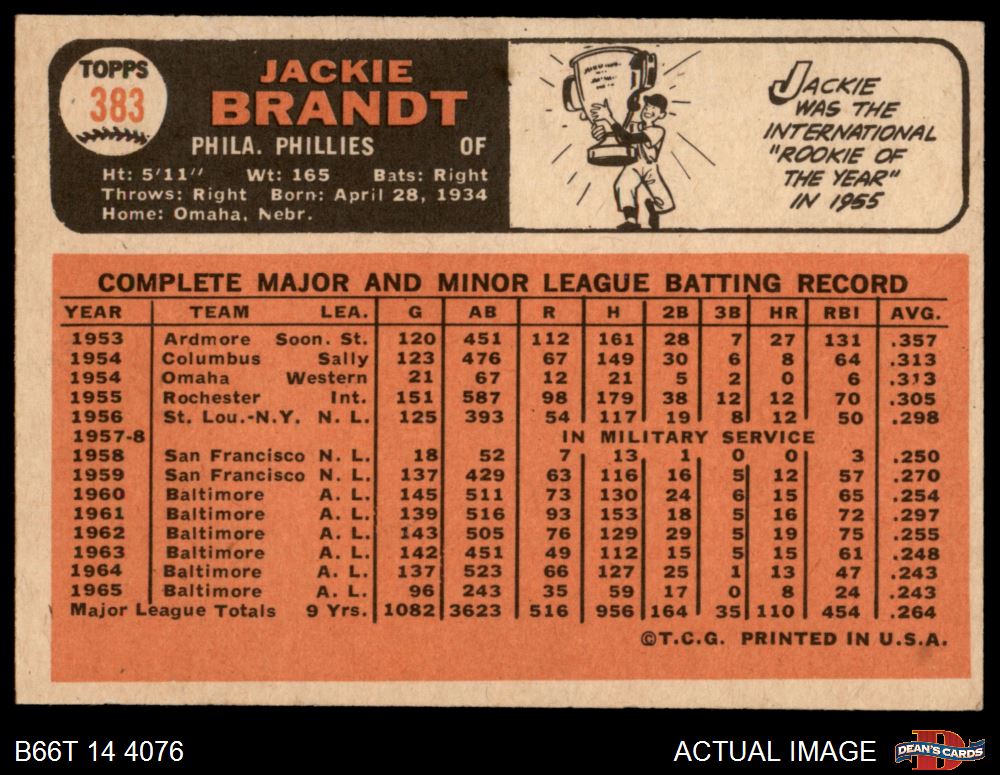 TOPPS
383
JACKIE
BRANDT
PHILA. PHILLIES OF
Ht: 5'11" Wt: 165 Bats: Right
Throws: Right Born: April 28, 1934
Home: Omaha, Nebr.
JACKIE
WAS THE
INTERNATIONAL
"ROOKIE OF
THE YEAR"
IN 1955
COMPLETE MAJOR AND MINOR LEAGUE BATTING RECORD
YEAR TEAM LEA. G AB R H 2B 3B HR RBI AVG.
1953 Ardmore Soon. St. 120 451 112 161 28 7 27 131 .357
1954 Columbus Sally 123 476 67 149 30 6 8 64 .313
1954 Omaha Western 21 67 12 21 5 2 0 6 .313
1955 Rochester Int. 151 587 98 179 38 12 12 70 .305
1956 St. Lou.-N.Y. N. L. 125 393 54 117 19 8 12 50 .298
1957-8 IN MILITARY SERVICE
1958 San Francisco N. L. 18 52 7 13 1 0 0 3 .250
1959 San Francisco N. L. 137 429 63 116 16 5 12 57 .270
1960 Baltimore A. L. 145 511 73 130 24 6 15 65 .254
1961 Baltimore A. L. 139 516 93 153 18 5 16 72 .297
1962 Baltimore A. L. 143 505 76 129 29 5 19 75 .255
1963 Baltimore A. L. 142 451 49 112 15 5 15 61 .248
1964 Baltimore A. L. 137 523 66 127 25 1 13 47 .243
1965 Baltimore A. L. 96 243 35 59 17 0 8 24 .243
Major League Totals 9 Yrs. 1082 3623 516 956 164 35 110 454 .264
©T.C.G. PRINTED IN U.S.A.
B66T 14 4076
ACTUAL IMAGE
DEAN'S CARDS